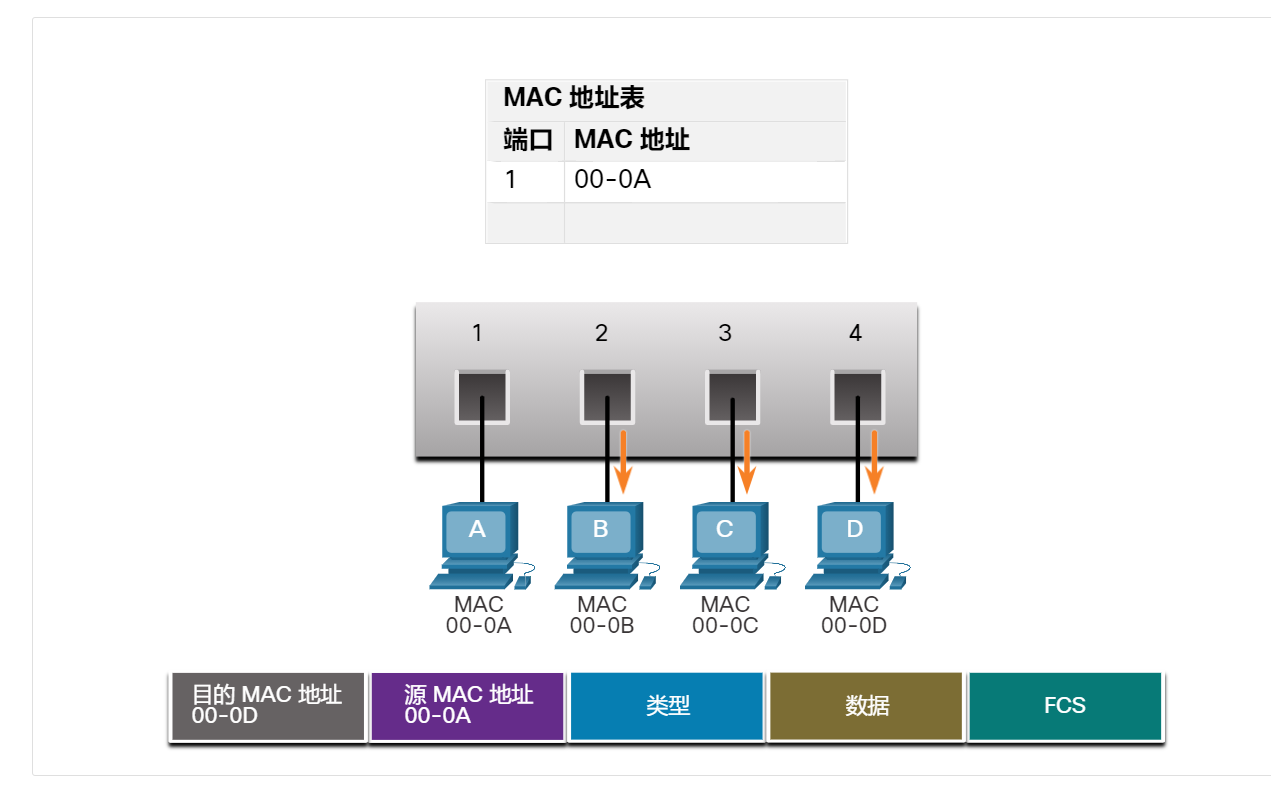 MAC 地址表
端口 MAC 地址
1 00-0A
1 2 3 4
A B C D
MAC MAC MAC MAC
00-0A 00-0B 00-0C 00-0D
目的 MAC 地址
00-0D
源 MAC 地址
00-0A
类型
数据
FCS